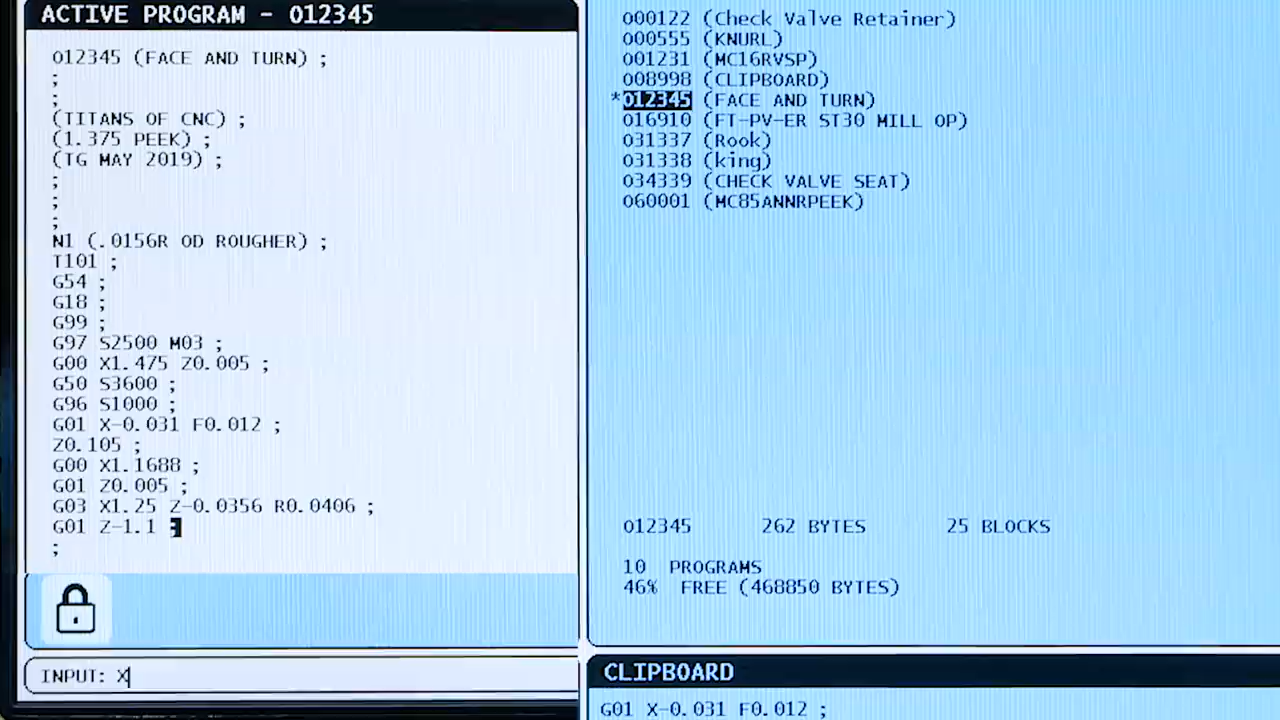 ACTIVE PROGRAM - O12345
O12345 (FACE AND TURN) ;
;
;
(TITANS OF CNC) ;
(1.375 PEEK) ;
(TG MAY 2019) ;
;
;
;
N1 (.0156R OD ROUGHER) ;
T101 ;
G54 ;
G18 ;
G99 ;
G97 S2500 M03 ;
G00 X1.475 Z0.005 ;
G50 S3600 ;
G96 S1000 ;
G01 X-0.031 F0.012 ;
Z0.105 ;
G00 X1.1688 ;
G01 Z0.005 ;
G03 X1.25 Z-0.0356 R0.0406 ;
G01 Z-1.1 ;
;
INPUT: X
O00122 (Check Valve Retainer)
O00555 (KNURL)
O01231 (MC16RVSP)
O08998 (CLIPBOARD)
*O12345 (FACE AND TURN)
O16910 (FT-PV-ER ST30 MILL OP)
O31337 (Rook)
O31338 (king)
O34339 (CHECK VALVE SEAT)
O60001 (MC85ANNRPEEK)
O12345 262 BYTES 25 BLOCKS
10 PROGRAMS
46% FREE (468850 BYTES)
CLIPBOARD
G01 X-0.031 F0.012 ;